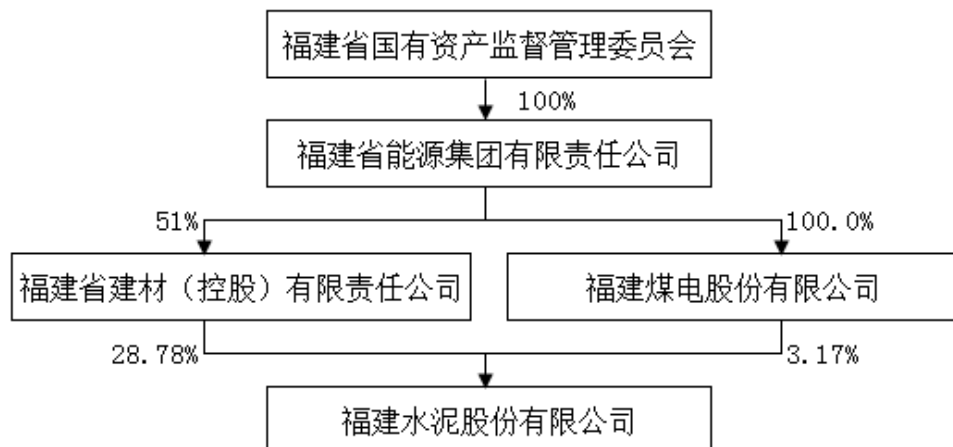 福建省国有资产监督管理委员会
100%
福建省能源集团有限责任公司
51%
100.0%
福建省建材（控股）有限责任公司
福建煤电股份有限公司
28.78%
3.17%
福建水泥股份有限公司